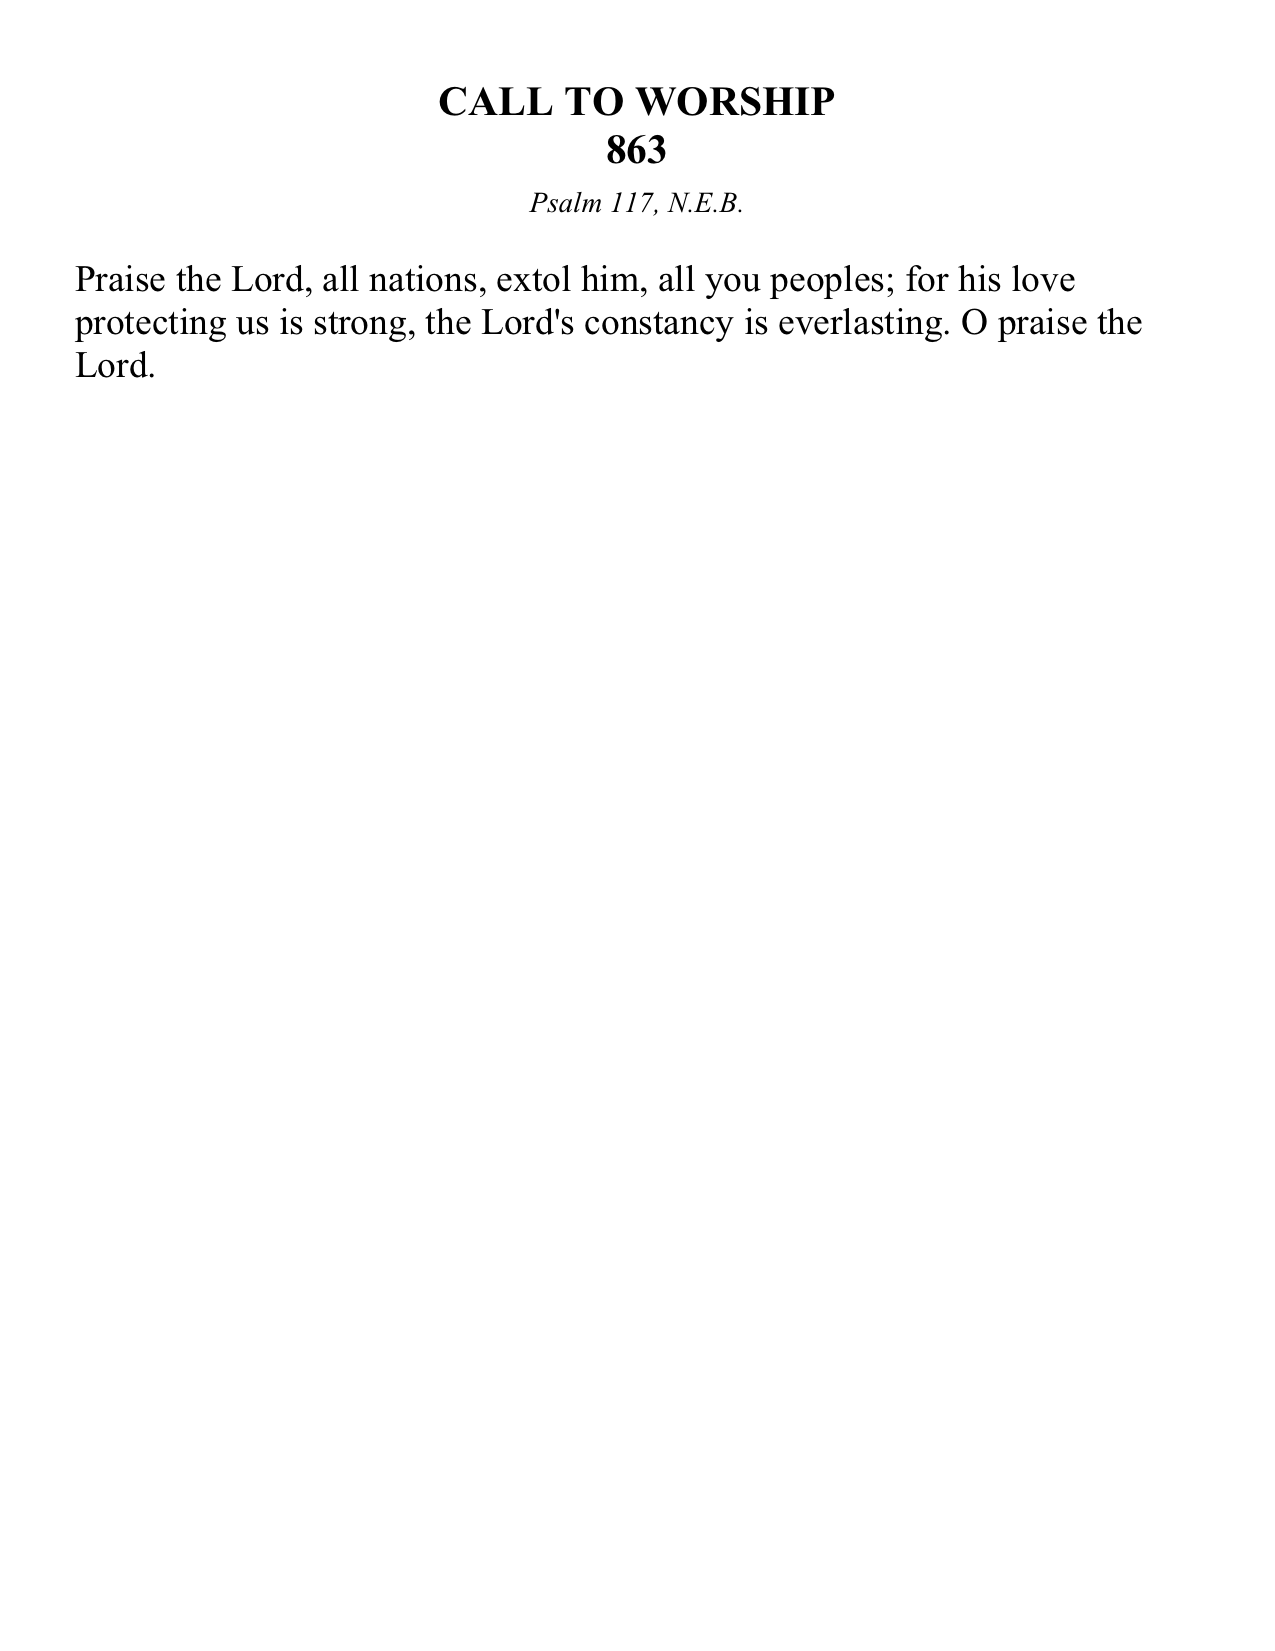 CALL TO WORSHIP
863
Psalm 117, N.E.B.
Praise the Lord, all nations, extol him, all you peoples; for his love
protecting us is strong, the Lord's constancy is everlasting. O praise the
Lord.